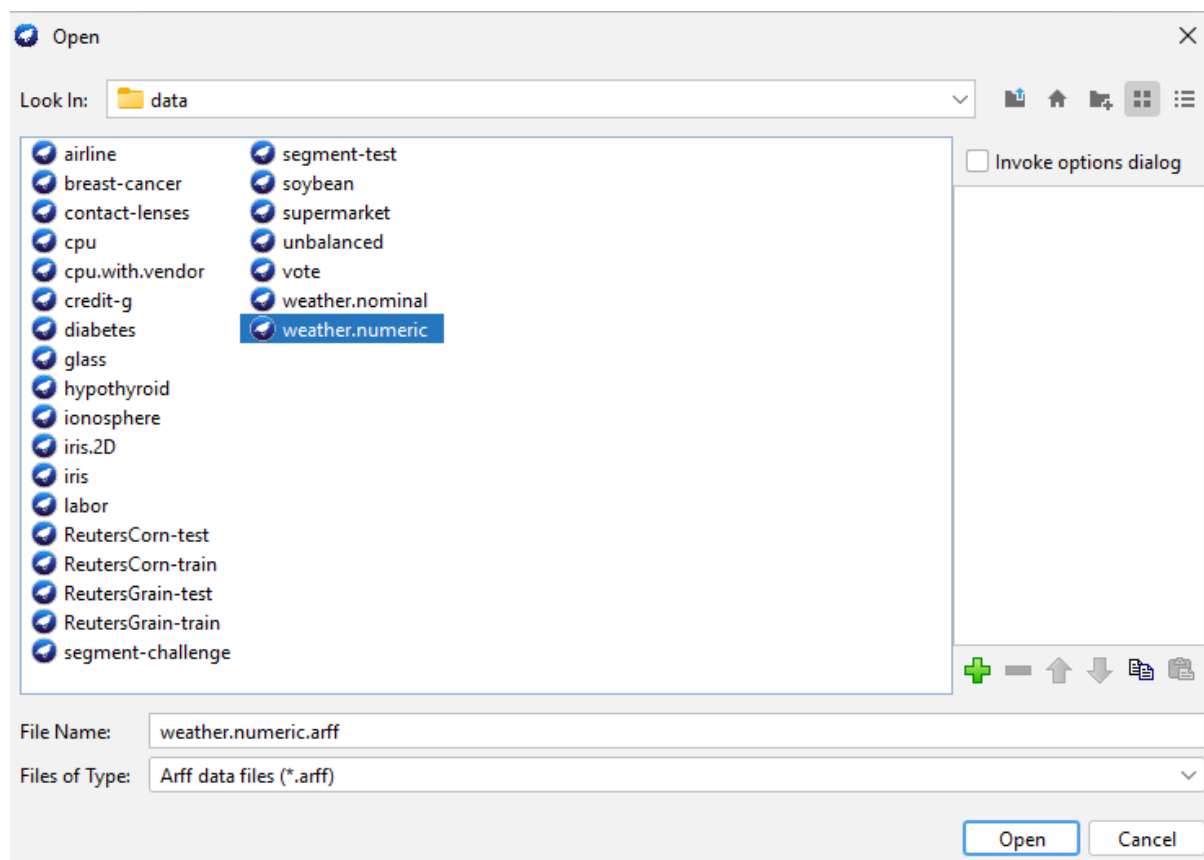 Open
Look In: data
Invoke options dialog
airline
breast-cancer
contact-lenses
cpu
cpu.with.vendor
credit-g
diabetes
glass
hypothyroid
ionosphere
iris.2D
iris
labor
ReutersCorn-test
ReutersCorn-train
ReutersGrain-test
ReutersGrain-train
segment-challenge
segment-test
soybean
supermarket
unbalanced
vote
weather.nominal
weather.numeric
File Name: weather.numeric.arff
Files of Type: Arff data files (*.arff)
Open Cancel